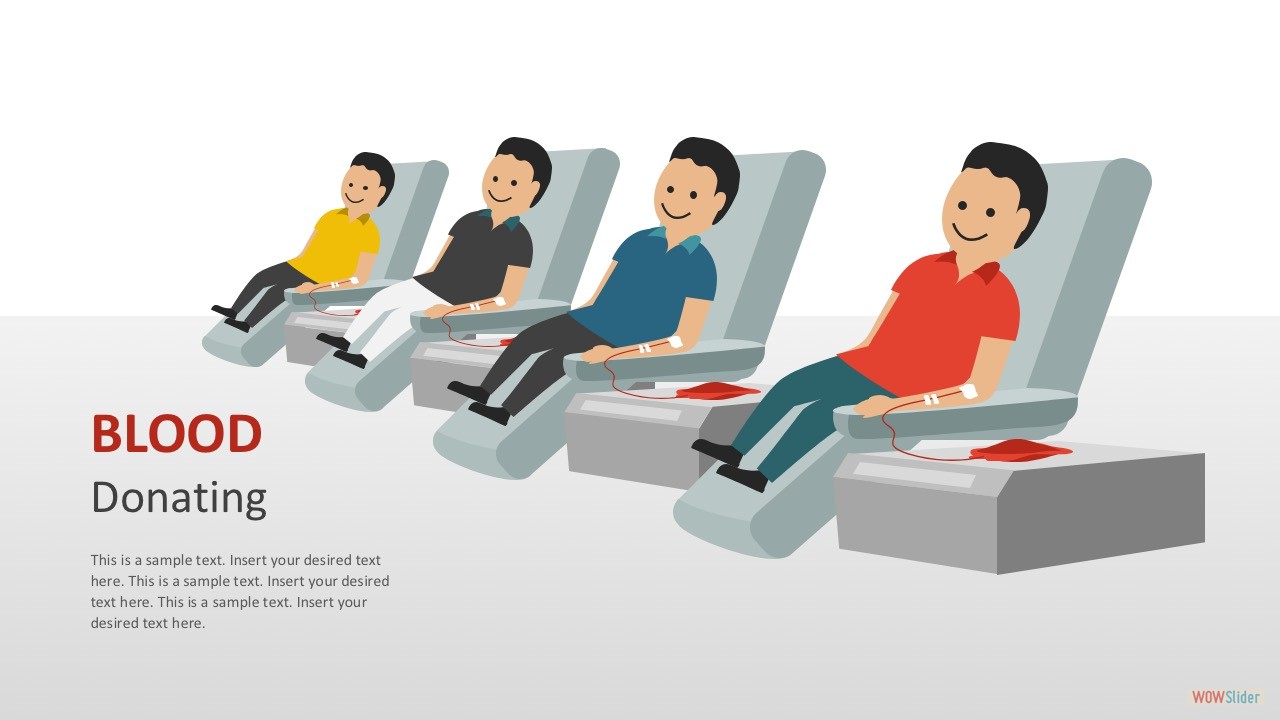 BLOOD
Donating
This is a sample text. Insert your desired text
here. This is a sample text. Insert your desired
text here. This is a sample text. Insert your
desired text here.
WOWSlider